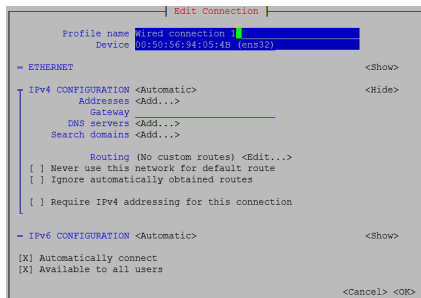 Edit Connection
Profile name Wired connection 1
Device 00:50:56:94:05:4B (ens32)
= ETHERNET <Show>
IPv4 CONFIGURATION <Automatic> <Hide>
Addresses <Add...>
Gateway
DNS servers <Add...>
Search domains <Add...>
Routing (No custom routes) <Edit...>
[ ] Never use this network for default route
[ ] Ignore automatically obtained routes
[ ] Require IPv4 addressing for this connection
= IPv6 CONFIGURATION <Automatic> <Show>
[X] Automatically connect
[X] Available to all users
<Cancel> <OK>